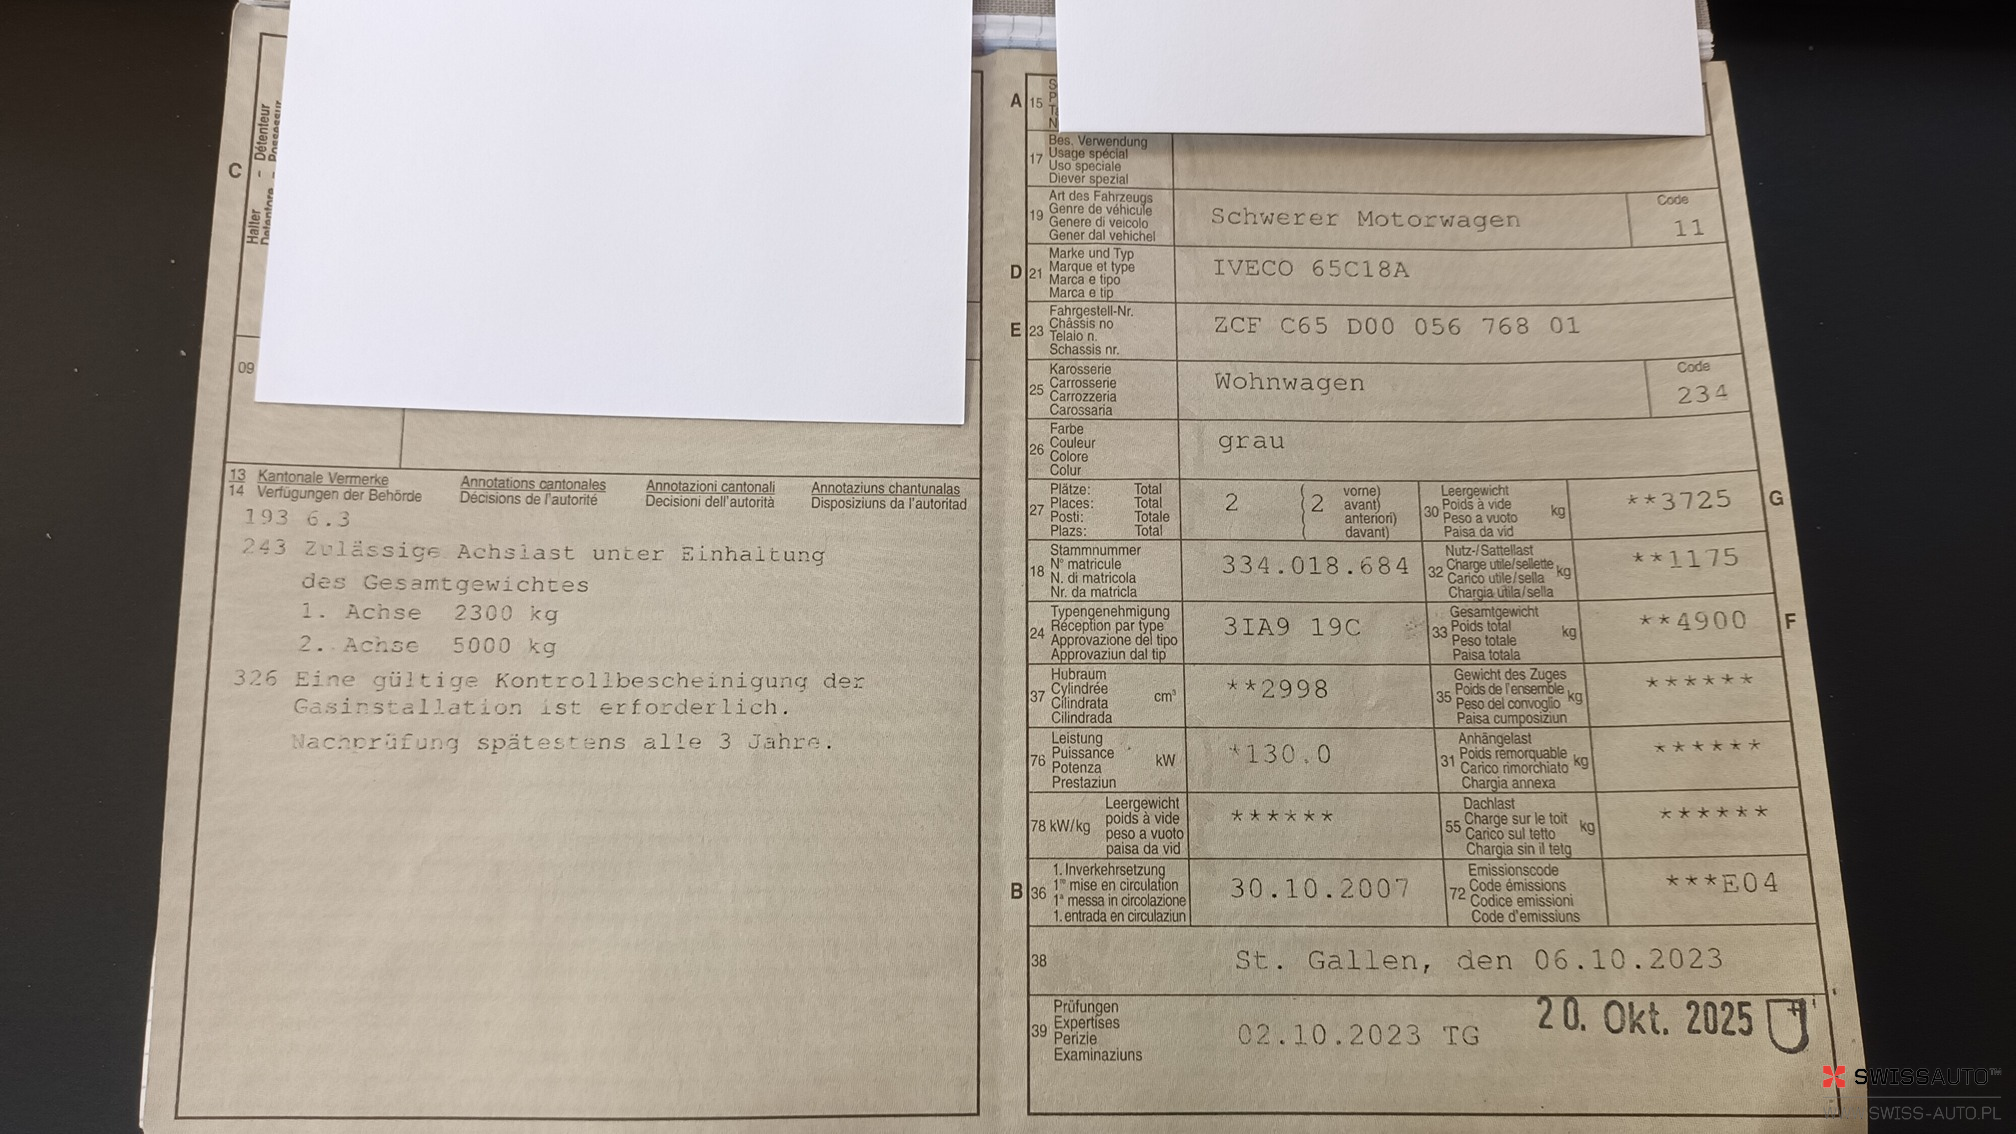 C
Halter
Détenteur
Detentore - Possessur
09
13 Kantonale Vermerke Annotations cantonales Annotazioni cantonali Annotaziuns chantunalas
14 Verfügungen der Behörde Décisions de l'autorité Decisioni dell'autorità Disposiziuns da l'autoritad
193 6.3
243 Zulässige Achslast unter Einhaltung
des Gesamtgewichtes
1. Achse 2300 kg
2. Achse 5000 kg
326 Eine gültige Kontrollbescheinigung der
Gasinstallation ist erforderlich.
Nachprüfung spätestens alle 3 Jahre.
A 15
17 Bes. Verwendung
Usage spécial
Uso speciale
Diever spezial
19 Art des Fahrzeugs
Genre de véhicule
Genere di veicolo
Gener dal vehichel
Schwerer Motorwagen
Code
11
D 21 Marke und Typ
Marque et type
Marca e tipo
Marca e tip
IVECO 65C18A
E 23 Fahrgestell-Nr.
Châssis no
Telaio n.
Schassis nr.
ZCF C65 D00 056 768 01
25 Karosserie
Carrosserie
Carrozzeria
Carossaria
Wohnwagen
Code
234
26 Farbe
Couleur
Colore
Colur
grau
27 Plätze: Total
Places: Total
Posti: Totale
Plazs: Total
2 ( 2 vorne)
avant)
anteriori)
davant)
30 Leergewicht
Poids à vide
Peso a vuoto
Paisa da vid
kg
**3725
G
18 Stammnummer
N° matricule
N. di matricola
Nr. da matricla
334.018.684
32 Nutz-/Sattellast
Charge utile/sellette
Carico utile/sella
Chargia utila/sella
kg
**1175
24 Typengenehmigung
Réception par type
Approvazione del tipo
Approvaziun dal tip
3IA9 19C
33 Gesamtgewicht
Poids total
Peso totale
Paisa totala
kg
**4900
F
37 Hubraum
Cylindrée
Cilindrata
Cilindrada
cm³
**2998
35 Gewicht des Zuges
Poids de l'ensemble
Peso del convoglio
Paisa cumposiziun
kg
******
76 Leistung
Puissance
Potenza
Prestaziun
kW
*130.0
31 Anhängelast
Poids remorquable
Carico rimorchiato
Chargia annexa
kg
******
78 kW/kg
Leergewicht
poids à vide
peso a vuoto
paisa da vid
******
55 Dachlast
Charge sur le toit
Carico sul tetto
Chargia sin il tetg
kg
******
B 36 1. Inverkehrsetzung
1re mise en circulation
1a messa in circolazione
1. entrada en circulaziun
30.10.2007
72 Emissionscode
Code émissions
Codice emissioni
Code d'emissiuns
***E04
38 St. Gallen, den 06.10.2023
39 Prüfungen
Expertises
Perizie
Examinaziuns
02.10.2023 TG
20. Okt. 2025
SWISSAUTO™
SWISS-AUTO.PL